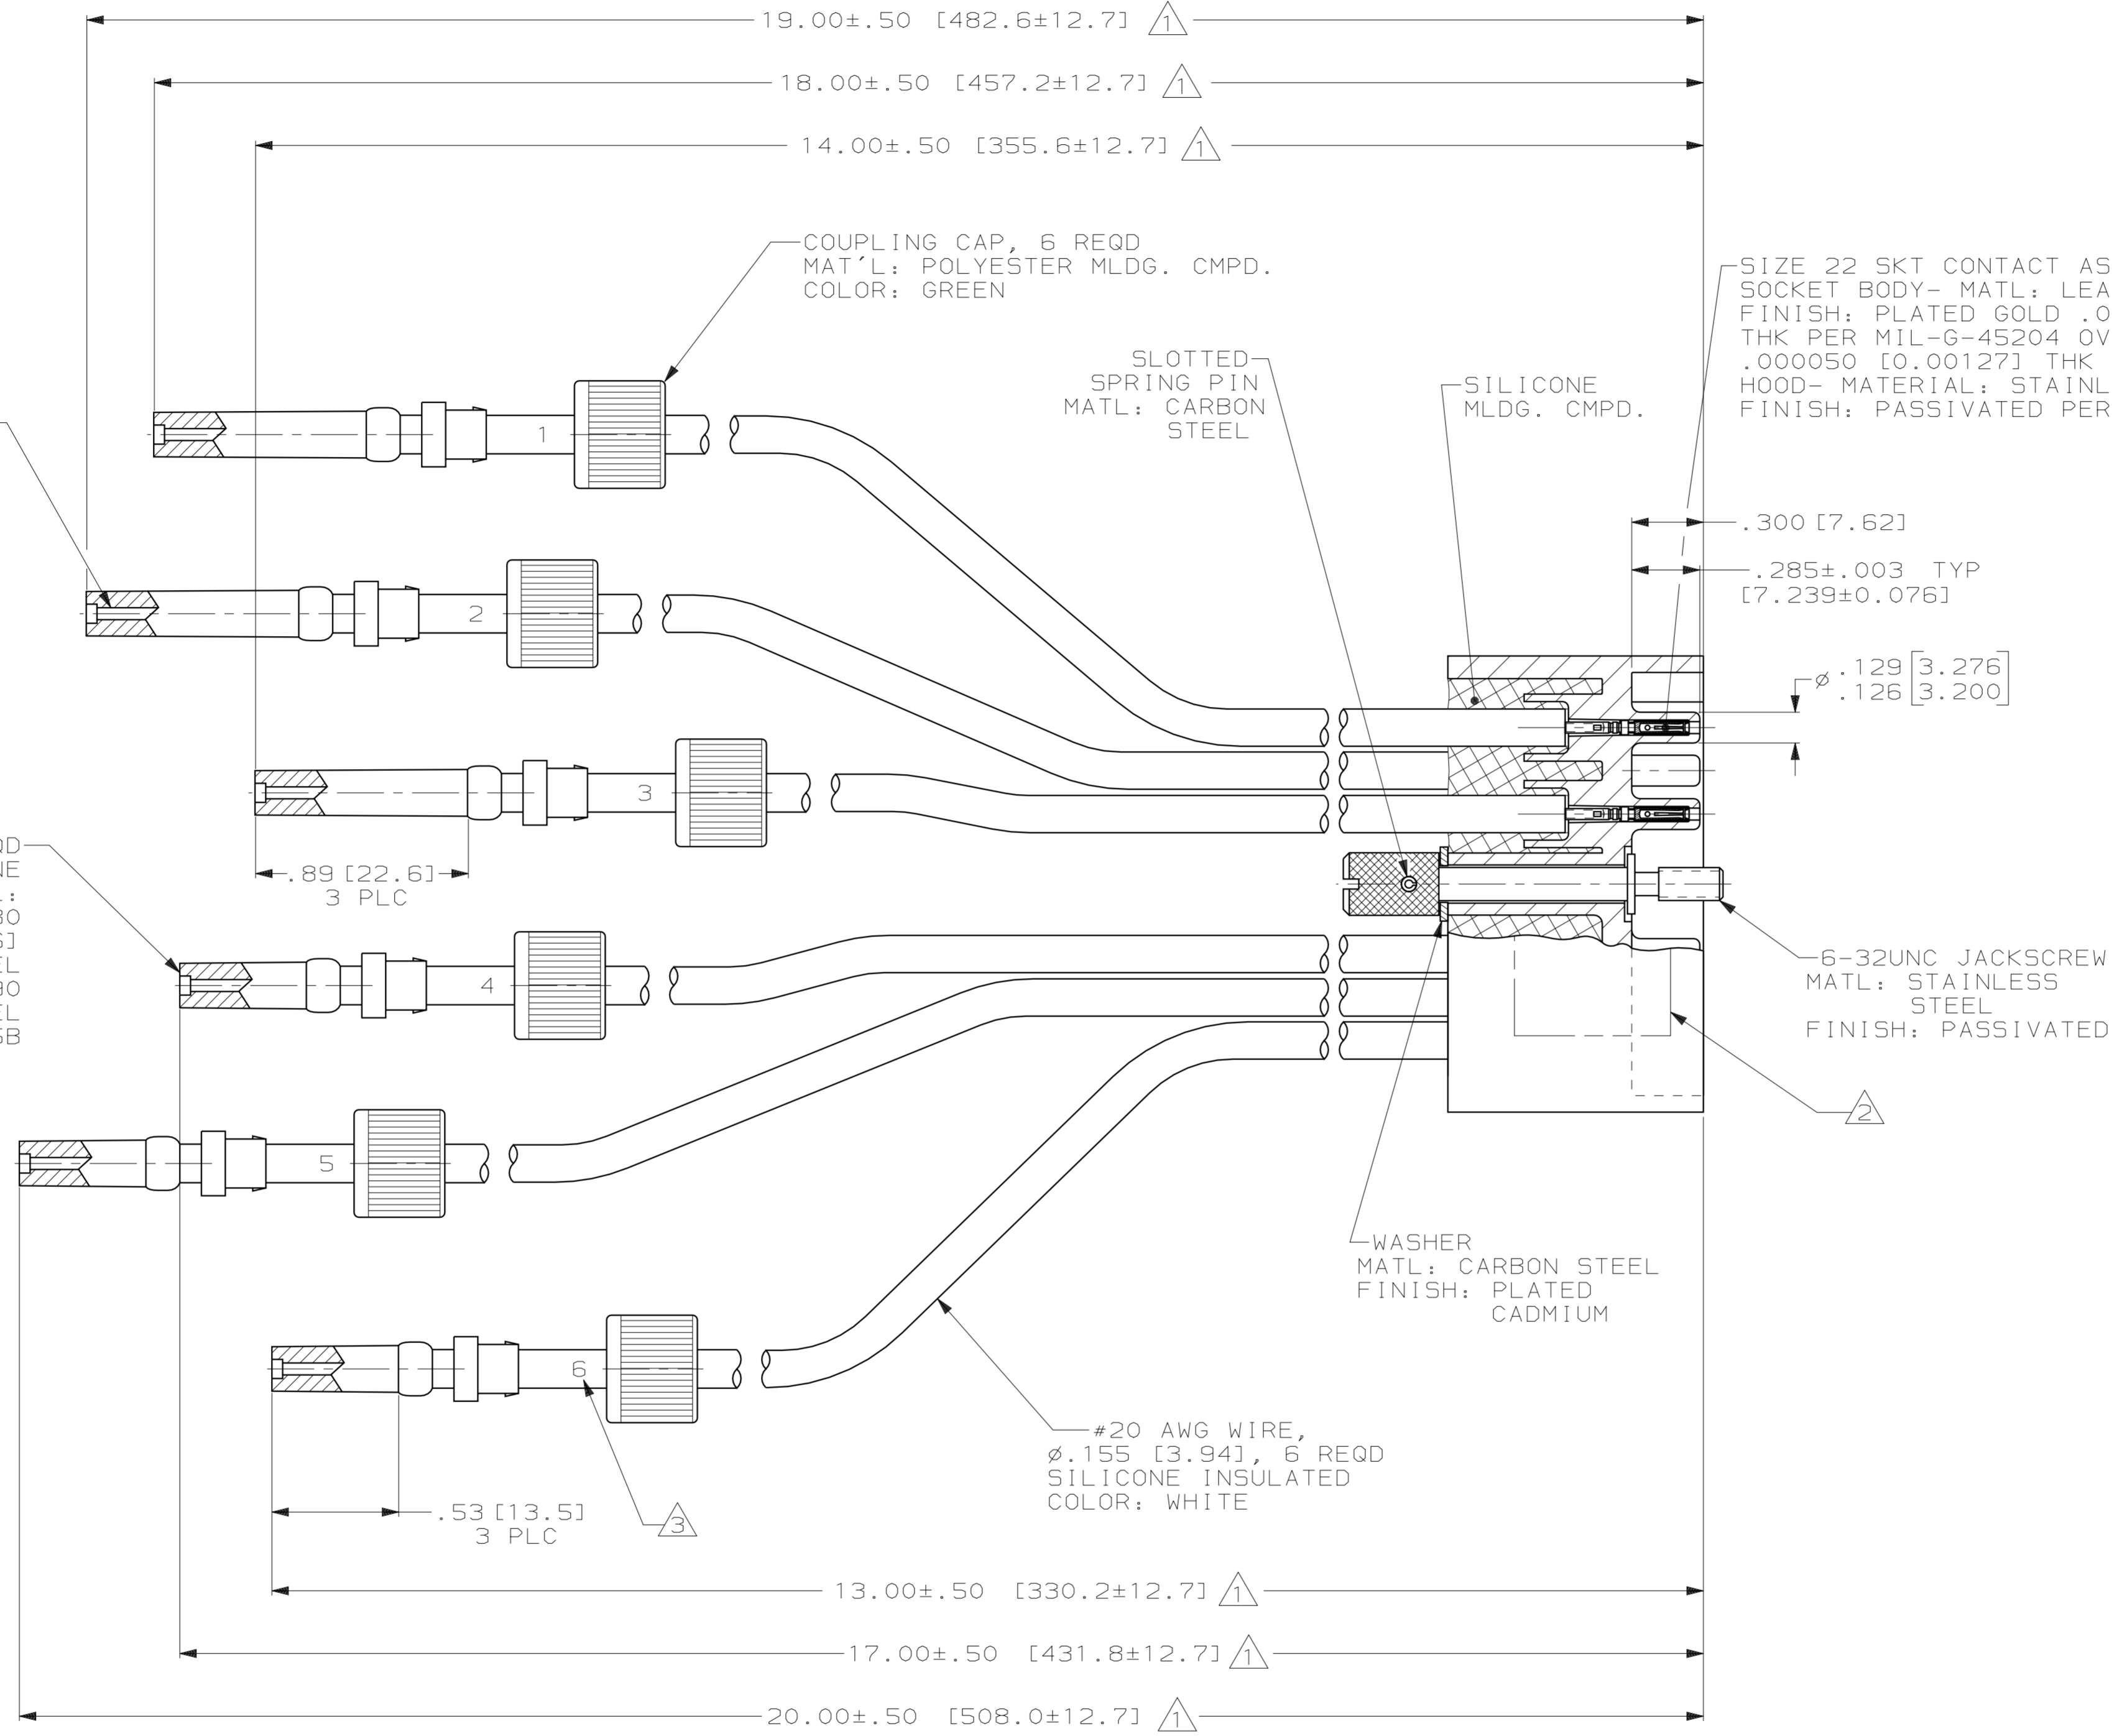 19.00±.50 [482.6±12.7] 1
18.00±.50 [457.2±12.7] 1
14.00±.50 [355.6±12.7] 1
COUPLING CAP, 6 REQD
MAT´L: POLYESTER MLDG. CMPD.
COLOR: GREEN
SIZE 22 SKT CONTACT AS
SOCKET BODY- MATL: LEA
FINISH: PLATED GOLD .0
THK PER MIL-G-45204 OV
.000050 [0.00127] THK
HOOD- MATERIAL: STAINL
FINISH: PASSIVATED PER
SLOTTED
SPRING PIN
MATL: CARBON
STEEL
SILICONE
MLDG. CMPD.
1
.300 [7.62]
.285±.003 TYP
[7.239±0.076]
2
⌀ .129 [3.276]
.126 [3.200]
3
.89 [22.6]
3 PLC
QD
NE
L:
30
6]
EL
90
EL
SB
4
6-32UNC JACKSCREW
MATL: STAINLESS
STEEL
FINISH: PASSIVATED
2
5
WASHER
MATL: CARBON STEEL
FINISH: PLATED
CADMIUM
6
#20 AWG WIRE,
⌀.155 [3.94], 6 REQD
SILICONE INSULATED
COLOR: WHITE
.53 [13.5]
3 PLC
3
13.00±.50 [330.2±12.7] 1
17.00±.50 [431.8±12.7] 1
20.00±.50 [508.0±12.7] 1